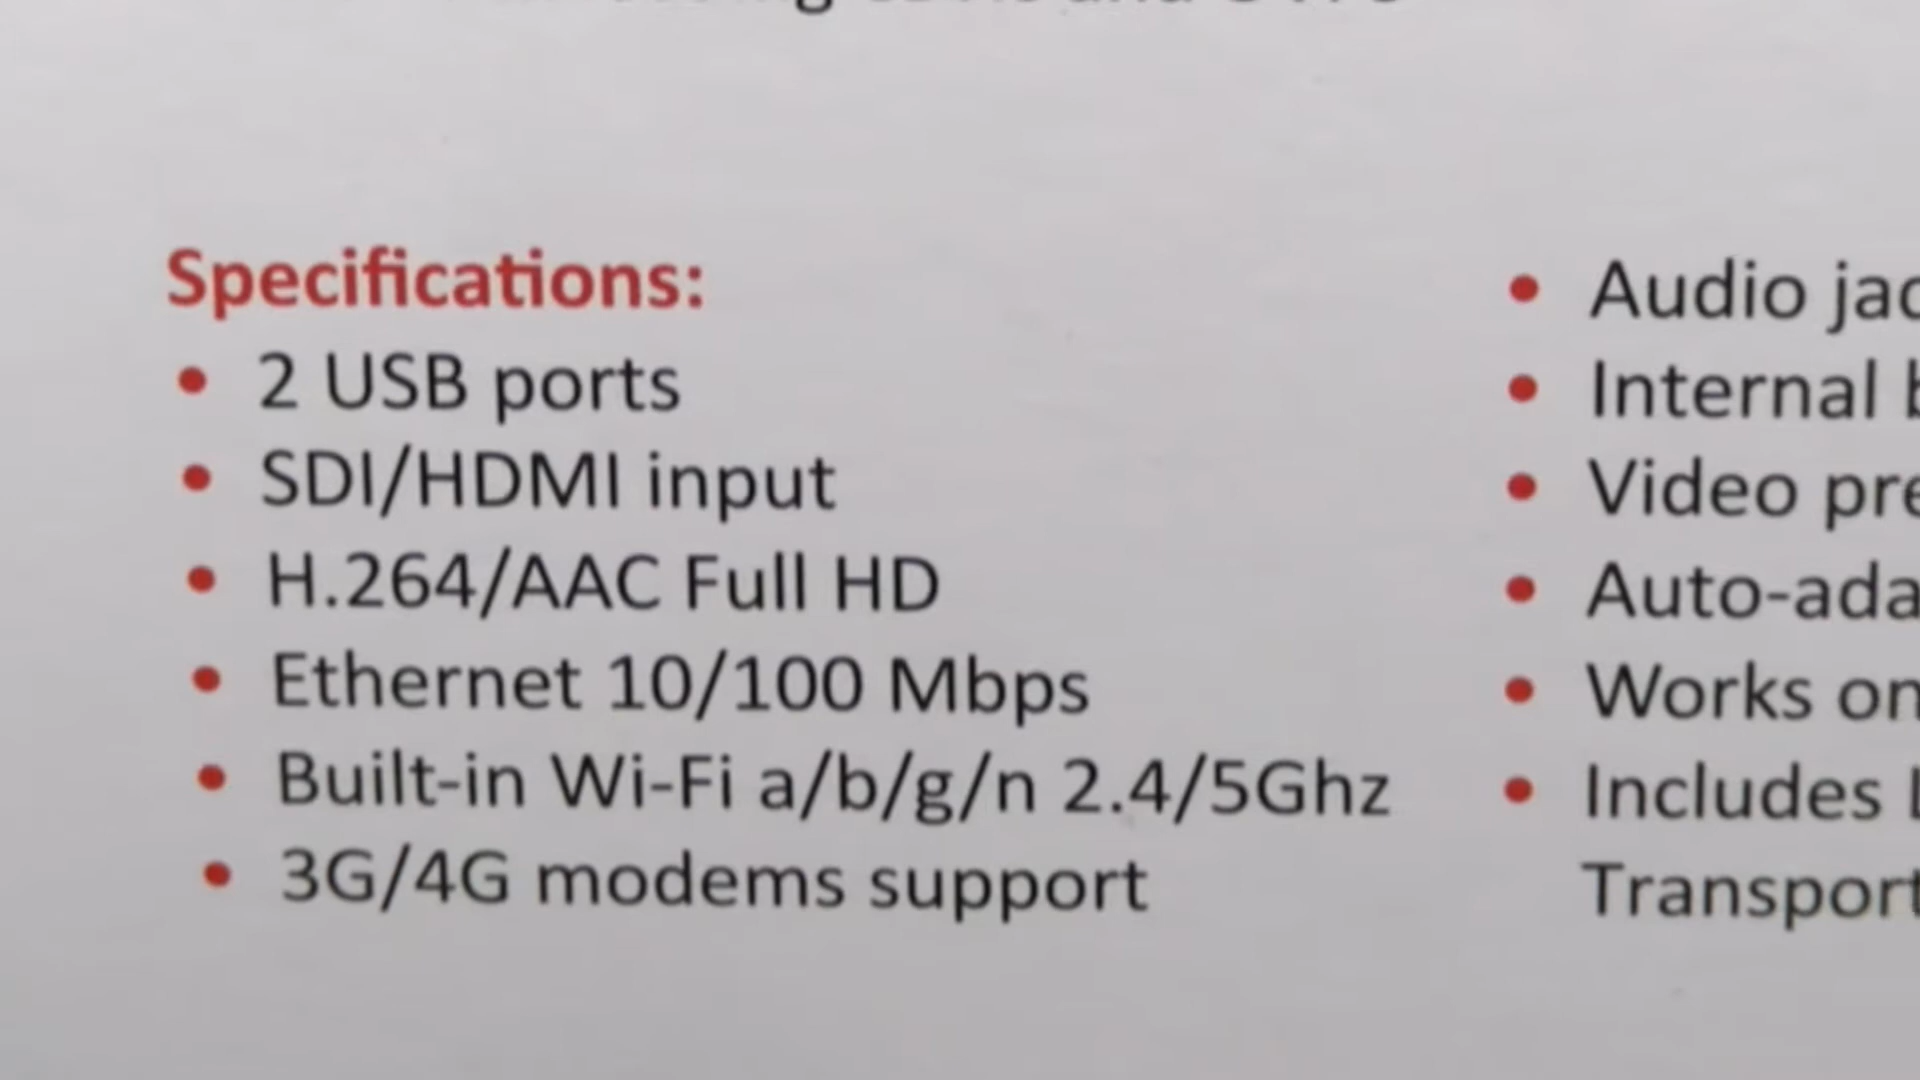 Specifications:
• 2 USB ports
• SDI/HDMI input
• H.264/AAC Full HD
• Ethernet 10/100 Mbps
• Built-in Wi-Fi a/b/g/n 2.4/5Ghz
• 3G/4G modems support
• Audio
• Internal
• Video
• Works
• Includes